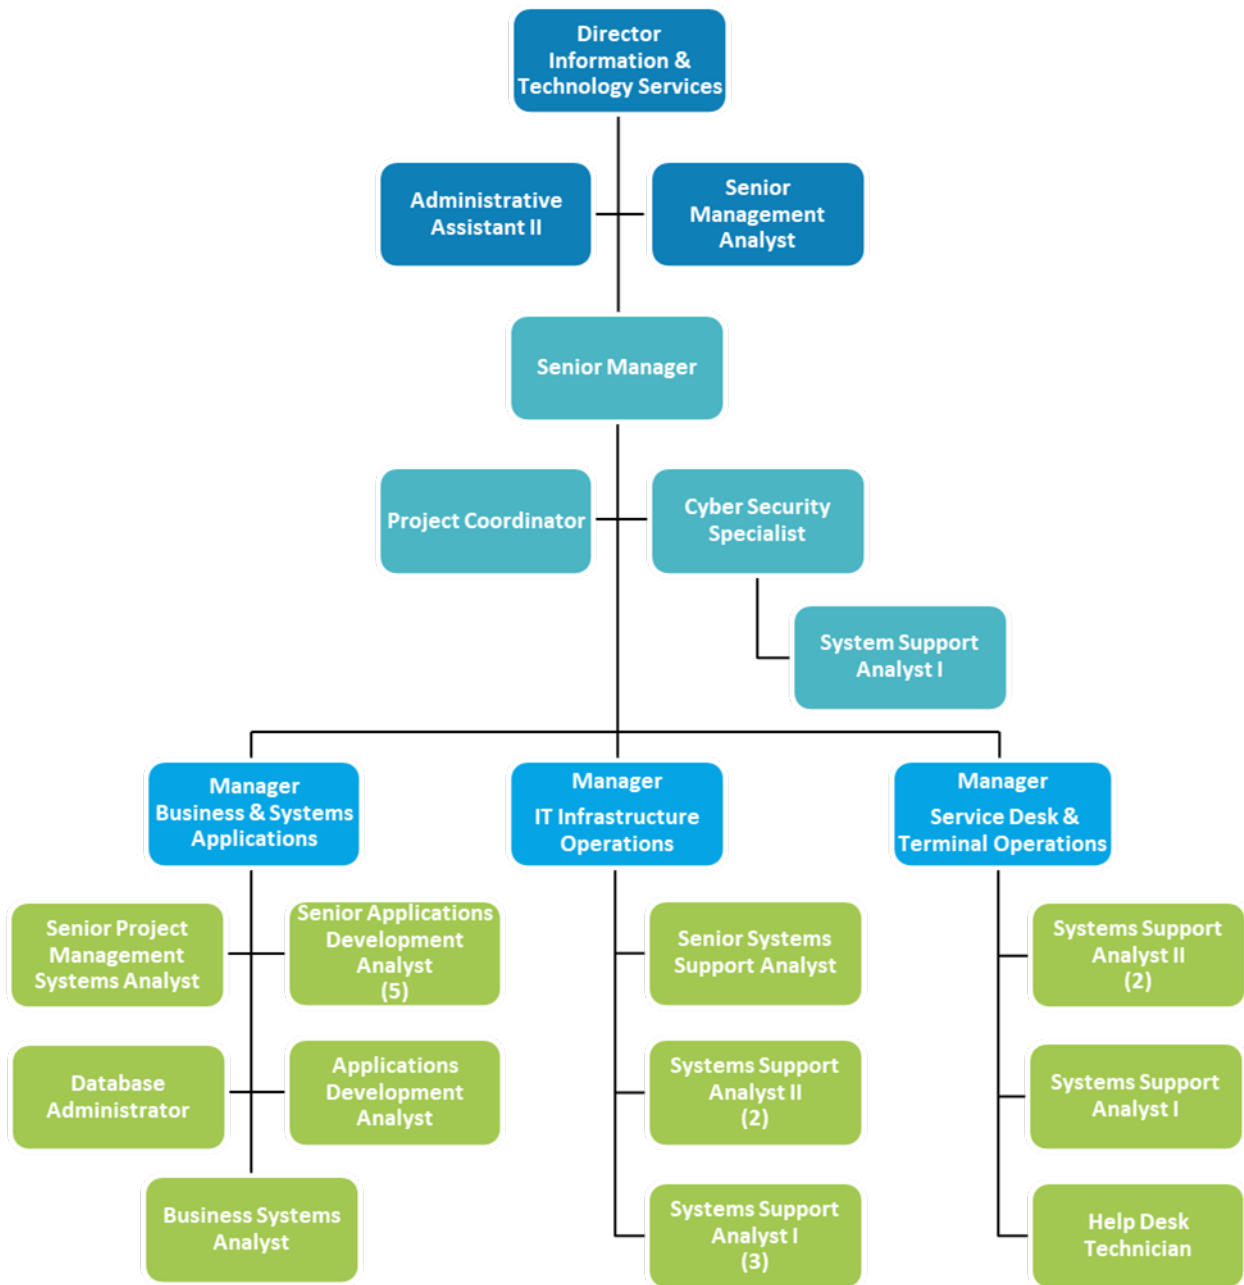 Director
Information &
Technology Services
Administrative
Assistant II
Senior
Management
Analyst
Senior Manager
Project Coordinator
Cyber Security
Specialist
System Support
Analyst I
Manager
Business & Systems
Applications
Manager
IT Infrastructure
Operations
Manager
Service Desk &
Terminal Operations
Senior Project
Management
Systems Analyst
Senior Applications
Development
Analyst
(5)
Senior Systems
Support Analyst
Systems Support
Analyst II
(2)
Database
Administrator
Applications
Development
Analyst
Systems Support
Analyst II
(2)
Systems Support
Analyst I
Business Systems
Analyst
Systems Support
Analyst I
(3)
Help Desk
Technician